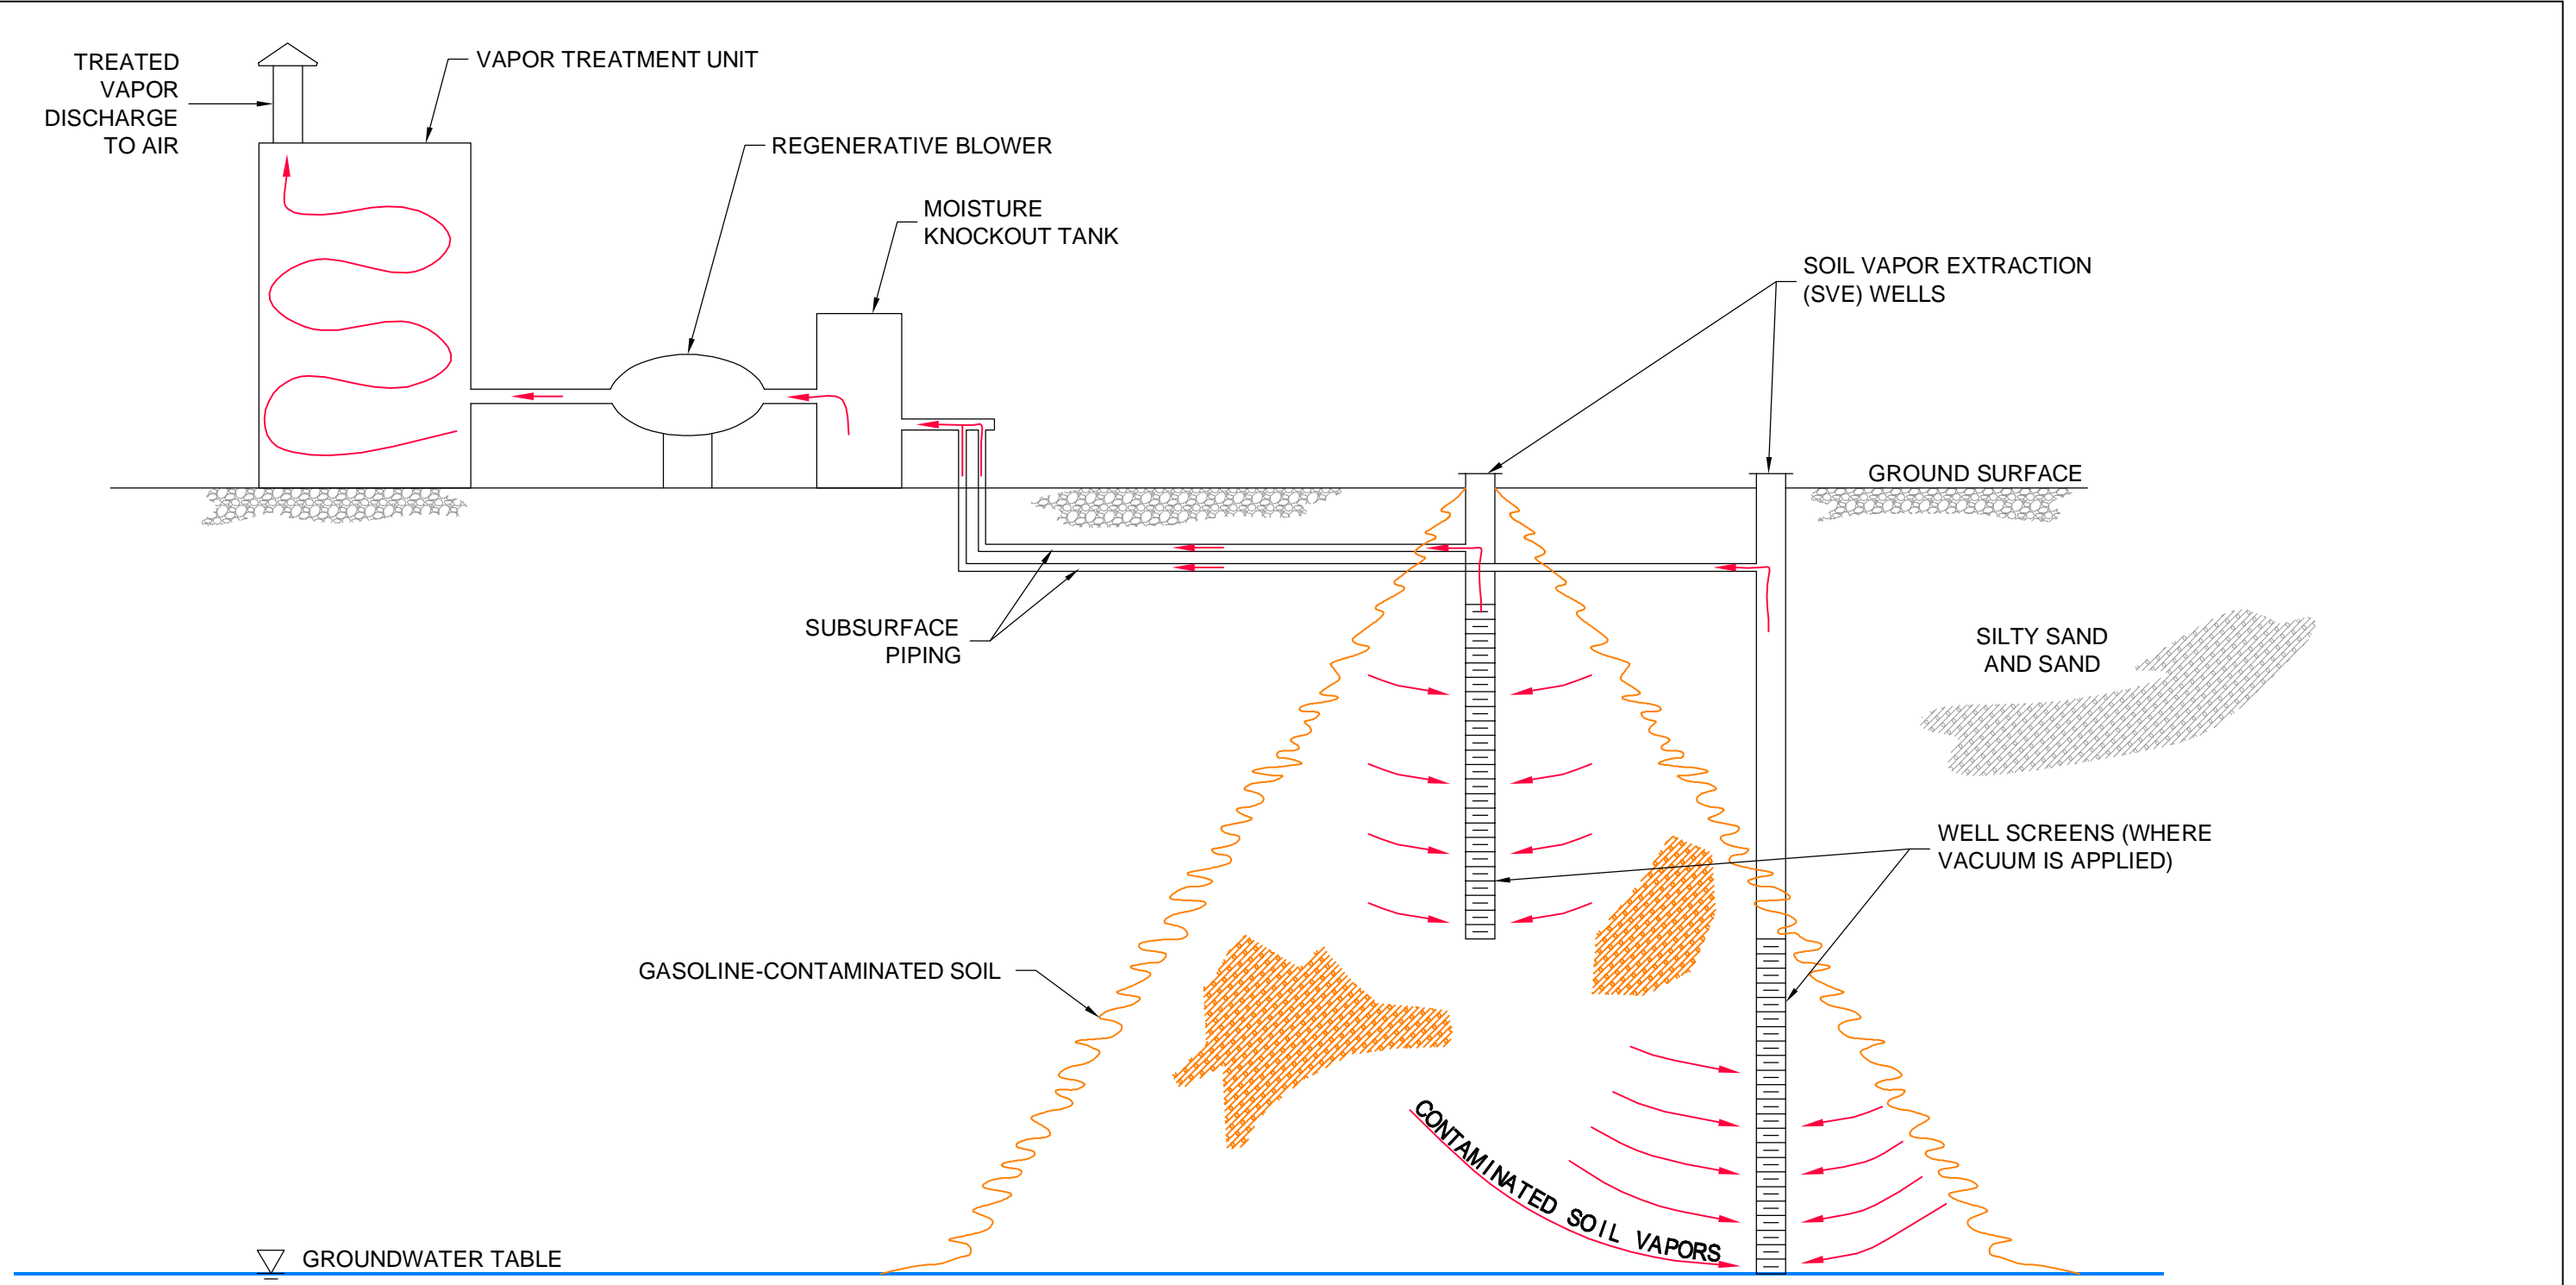 TREATED
VAPOR
DISCHARGE
TO AIR
VAPOR TREATMENT UNIT
REGENERATIVE BLOWER
MOISTURE
KNOCKOUT TANK
SOIL VAPOR EXTRACTION
(SVE) WELLS
GROUND SURFACE
SUBSURFACE
PIPING
SILTY SAND
AND SAND
WELL SCREENS (WHERE
VACUUM IS APPLIED)
GASOLINE-CONTAMINATED SOIL
CONTAMINATED SOIL VAPORS
GROUNDWATER TABLE